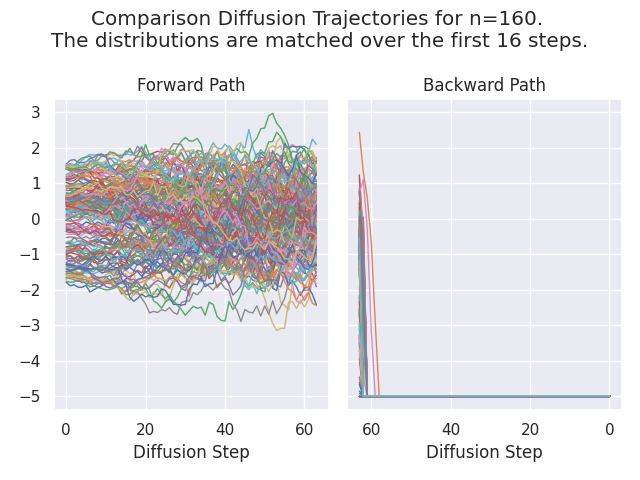 Comparison Diffusion Trajectories for n=160.
The distributions are matched over the first 16 steps.
Forward Path
Backward Path
3
2
1
0
−1
−2
−3
−4
−5
0 20 40 60
60 40 20 0
Diffusion Step
Diffusion Step